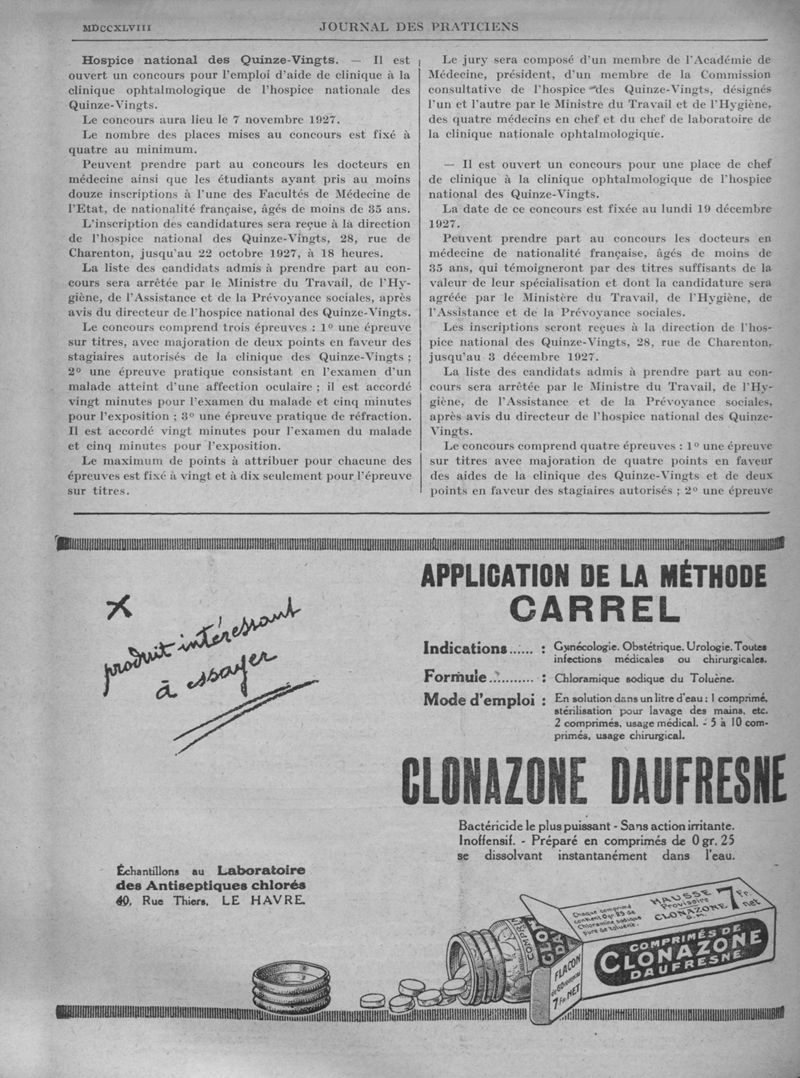 MDCCXLVIII
JOURNAL DES PRATICIENS
Hospice national des Quinze-Vingts. — Il est
ouvert un concours pour l'emploi d'aide de clinique à la
clinique ophtalmologique de l'hospice nationale des
Quinze-Vingts.
Le concours aura lieu le 7 novembre 1927.
Le nombre des places mises au concours est fixé à
quatre au minimum.
Peuvent prendre part au concours les docteurs en
médecine ainsi que les étudiants ayant pris au moins
douze inscriptions à l'une des Facultés de Médecine de
l'Etat, de nationalité française, âgés de moins de 35 ans.
L'inscription des candidatures sera reçue à la direction
de l'hospice national des Quinze-Vingts, 28, rue de
Charenton, jusqu'au 22 octobre 1927, à 18 heures.
La liste des candidats admis à prendre part au con-
cours sera arrêtée par le Ministre du Travail, de l'Hy-
giène, de l'Assistance et de la Prévoyance sociales, après
avis du directeur de l'hospice national des Quinze-Vingts.
Le concours comprend trois épreuves : 1º une épreuve
sur titres, avec majoration de deux points en faveur des
stagiaires autorisés de la clinique des Quinze-Vingts ;
2º une épreuve pratique consistant en l'examen d'un
malade atteint d'une affection oculaire ; il est accordé
vingt minutes pour l'examen du malade et cinq minutes
pour l'exposition ; 3º une épreuve pratique de réfraction.
Il est accordé vingt minutes pour l'examen du malade
et cinq minutes pour l'exposition.
Le maximum de points à attribuer pour chacune des
épreuves est fixé à vingt et à dix seulement pour l'épreuve
sur titres.
Le jury sera composé d'un membre de l'Académie de
Médecine, président, d'un membre de la Commission
consultative de l'hospice des Quinze-Vingts, désignés
l'un et l'autre par le Ministre du Travail et de l'Hygiène,
des quatre médecins en chef et du chef de laboratoire de
la clinique nationale ophtalmologique.
— Il est ouvert un concours pour une place de chef
de clinique à la clinique ophtalmologique de l'hospice
national des Quinze-Vingts.
La date de ce concours est fixée au lundi 19 décembre
1927.
Peuvent prendre part au concours les docteurs en
médecine de nationalité française, âgés de moins de
35 ans, qui témoigneront par des titres suffisants de la
valeur de leur spécialisation et dont la candidature sera
agréée par le Ministère du Travail, de l'Hygiène, de
l'Assistance et de la Prévoyance sociales.
Les inscriptions seront reçues à la direction de l'hos-
pice national des Quinze-Vingts, 28, rue de Charenton,
jusqu'au 3 décembre 1927.
La liste des candidats admis à prendre part au con-
cours sera arrêtée par le Ministre du Travail, de l'Hy-
giène, de l'Assistance et de la Prévoyance sociales,
après avis du directeur de l'hospice national des Quinze-
Vingts.
Le concours comprend quatre épreuves : 1º une épreuve
sur titres avec majoration de quatre points en faveur
des aides de la clinique des Quinze-Vingts et de deux
points en faveur des stagiaires autorisés ; 2º une épreuve
produit intéressant
à essayer
Échantillons au Laboratoire
des Antiseptiques chlorés
40, Rue Thiers, LE HAVRE.
APPLICATION DE LA MÉTHODE
CARREL
Indications...... : Gynécologie. Obstétrique. Urologie. Toutes
infections médicales ou chirurgicales.
Formule........... : Chloramique sodique du Toluène.
Mode d'emploi : En solution dans un litre d'eau : 1 comprimé,
stérilisation pour lavage des mains, etc.
2 comprimés, usage médical. - 5 à 10 com-
primés, usage chirurgical.
CLONAZONE DAUFRESNE
Bactéricide le plus puissant - Sans action irritante.
Inoffensif. - Préparé en comprimés de 0 gr. 25
se dissolvant instantanément dans l'eau.
Chaque comprimé
contient 0 gr 25 de
Chloramine sodique
pure de toluène.
HAUSSE
Provisoire
CLONAZONE
7 Fr.
net
COMPRIMÉS DE
CLONAZONE
DAUFRESNE
FLACON
7 Fr. NET
CLO
DA
COMPRI